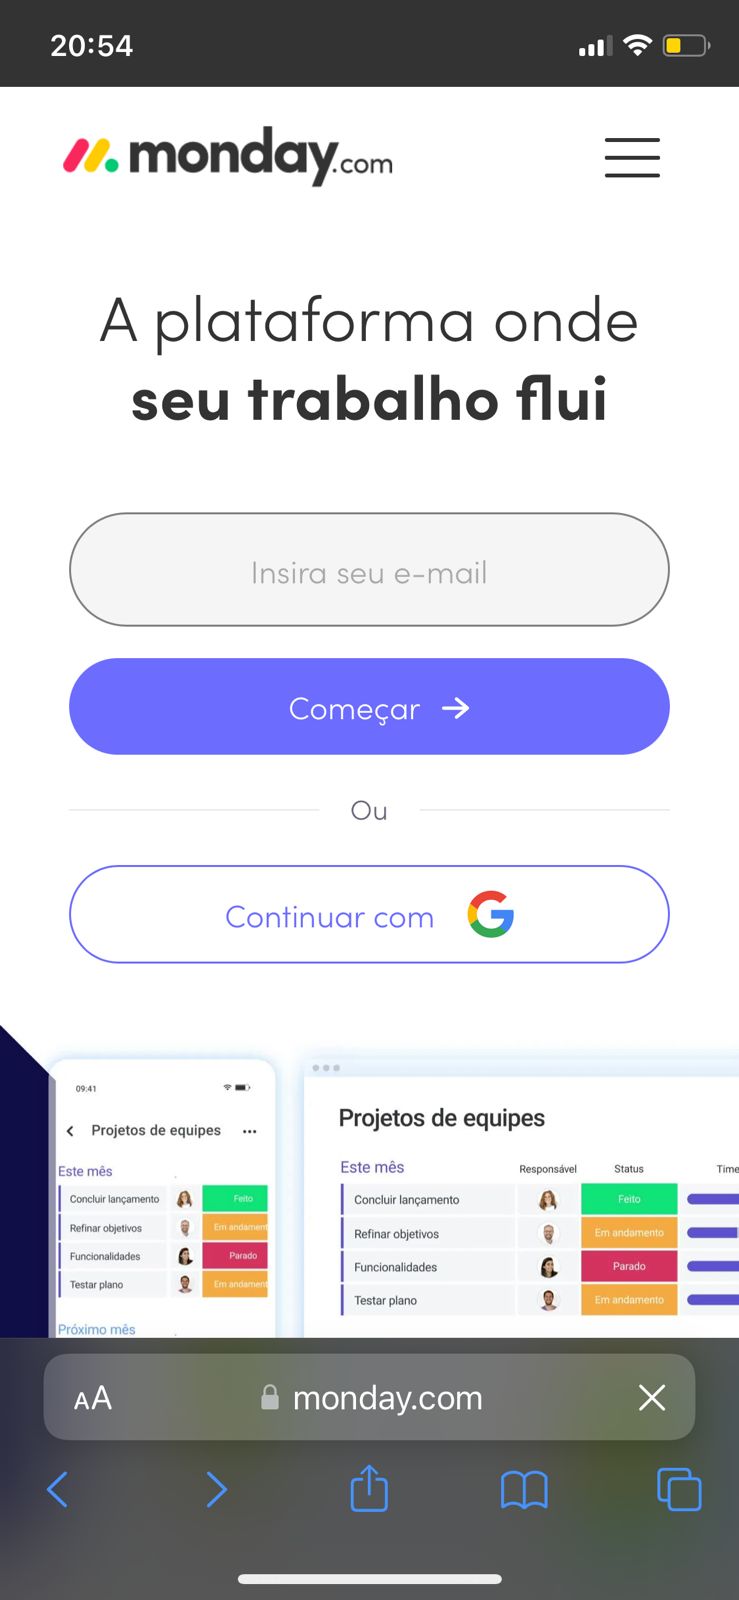 20:54
monday.com
A plataforma onde
seu trabalho flui
Insira seu e-mail
Começar
Ou
Continuar com
09:41
Projetos de equipes
Este mês
Concluir lançamento Feito
Refinar objetivos Em andament
Funcionalidades Parado
Testar plano Em andament
Próximo mês
Projetos de equipes
Este mês Responsável Status Time
Concluir lançamento Feito
Refinar objetivos Em andamento
Funcionalidades Parado
Testar plano Em andamento
AA monday.com